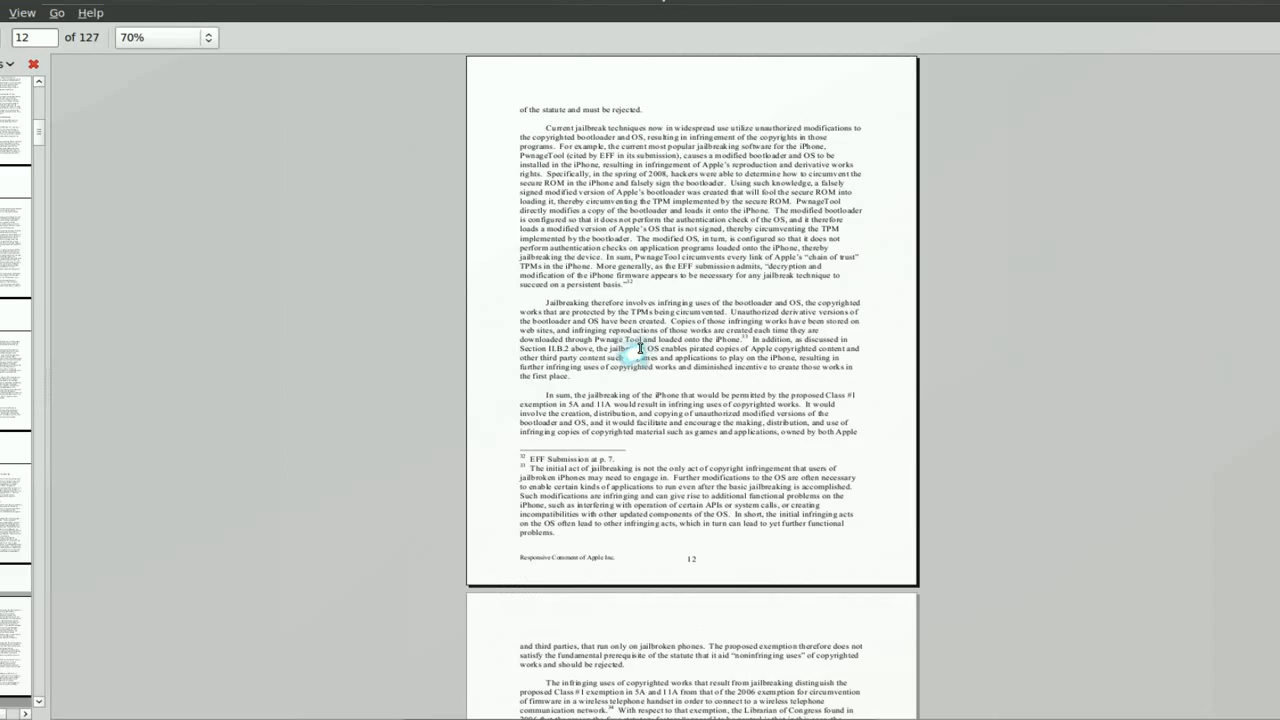 View Go Help
12 of 127 70%
of the statute and must be rejected.
Current jailbreak techniques now in widespread use utilize unauthorized modifications to
the copyrighted bootloader and OS, resulting in infringement of the copyrights in those
programs. For example, the current most popular jailbreaking software for the iPhone,
PwnageTool (cited by EFF in its submission), causes a modified bootloader and OS to be
installed in the iPhone, resulting in infringement of Apple's reproduction and derivative works
rights. Specifically, in the spring of 2008, hackers were able to determine how to circumvent the
secure ROM in the iPhone and falsely sign the bootloader. Using such knowledge, a falsely
signed modified version of Apple's bootloader was created that will fool the secure ROM into
loading it, thereby circumventing the TPM implemented by the secure ROM. PwnageTool
directly modifies a copy of the bootloader and loads it onto the iPhone. The modified bootloader
is configured so that it does not perform the authentication check of the OS, and it therefore
loads a modified version of Apple's OS that is not signed, thereby circumventing the TPM
implemented by the bootloader. The modified OS, in turn, is configured so that it does not
perform authentication checks on application programs loaded onto the iPhone, thereby
jailbreaking the device. In sum, PwnageTool circumvents every link of Apple's "chain of trust"
TPMs in the iPhone. More generally, as the EFF submission admits, "decryption and
modification of the iPhone firmware appears to be necessary for any jailbreak technique to
succeed on a persistent basis."32
Jailbreaking therefore involves infringing uses of the bootloader and OS, the copyrighted
works that are protected by the TPMs being circumvented. Unauthorized derivative versions of
the bootloader and OS have been created. Copies of those infringing works have been stored on
web sites, and infringing reproductions of those works are created each time they are
downloaded through Pwnage Tool and loaded onto the iPhone.33 In addition, as discussed in
Section II.B.2 above, the OS enables pirated copies of Apple copyrighted content and
other third party content such and applications to play on the iPhone, resulting in
further infringing uses of copyrighted works and diminished incentive to create those works in
the first place.
In sum, the jailbreaking of the iPhone that would be permitted by the proposed Class #1
exemption in 5A and 11A would result in infringing uses of copyrighted works. It would
involve the creation, distribution, and copying of unauthorized modified versions of the
bootloader and OS, and it would facilitate and encourage the making, distribution, and use of
infringing copies of copyrighted material such as games and applications, owned by both Apple
32 EFF Submission at p. 7.
33 The initial act of jailbreaking is not the only act of copyright infringement that users of
jailbroken iPhones may need to engage in. Further modifications to the OS are often necessary
to enable certain kinds of applications to run even after the basic jailbreaking is accomplished.
Such modifications are infringing and can give rise to additional functional problems on the
iPhone, such as interfering with operation of certain APIs or system calls, or creating
incompatibilities with other updated components of the OS. In short, the initial infringing acts
on the OS often lead to other infringing acts, which in turn can lead to yet further functional
problems.
Responsive Comment of Apple Inc. 12
and third parties, that run only on jailbroken phones. The proposed exemption therefore does not
satisfy the fundamental prerequisite of the statute that it aid "noninfringing uses" of copyrighted
works and should be rejected.
The infringing uses of copyrighted works that result from jailbreaking distinguish the
proposed Class #1 exemption in 5A and 11A from that of the 2006 exemption for circumvention
of firmware in a wireless telephone handset in order to connect to a wireless telephone
communication network.34 With respect to that exemption, the Librarian of Congress found in